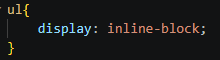 ul{
display: inline-block;
}